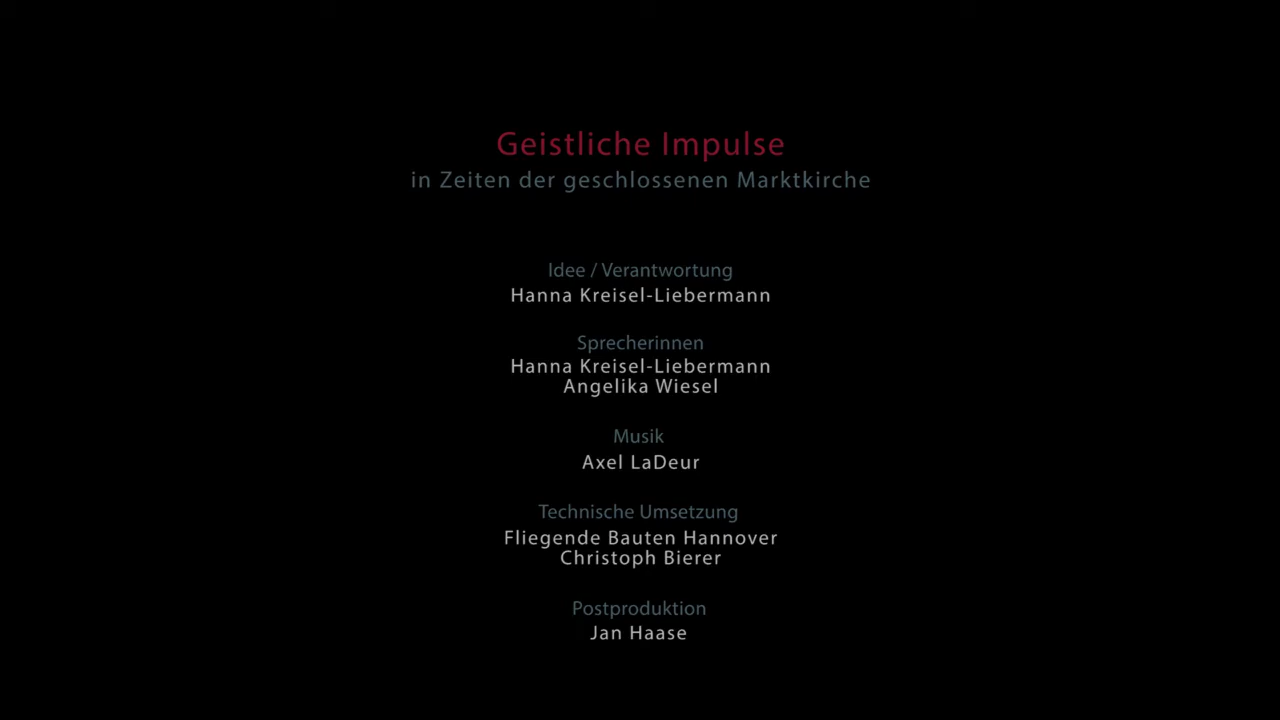 Geistliche Impulse
in Zeiten der geschlossenen Marktkirche
Idee / Verantwortung
Hanna Kreisel-Liebermann
Sprecherinnen
Hanna Kreisel-Liebermann
Angelika Wiesel
Musik
Axel LaDeur
Technische Umsetzung
Fliegende Bauten Hannover
Christoph Bierer
Postproduktion
Jan Haase